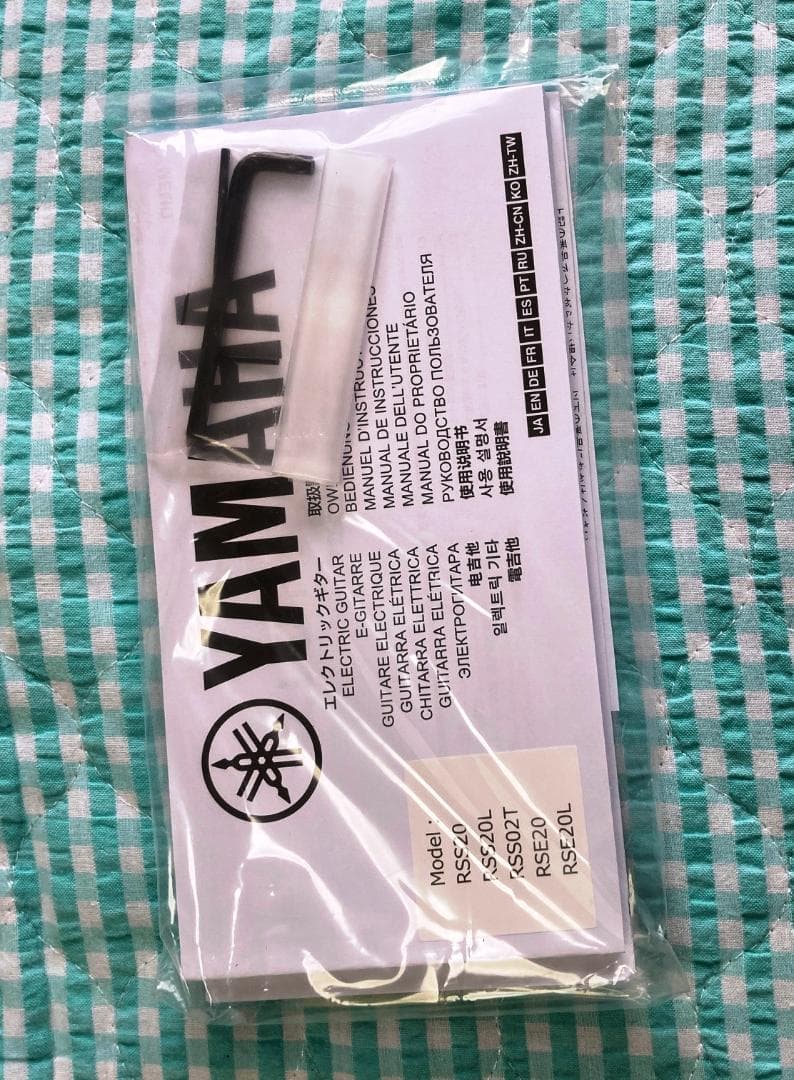 YAMAHA
エレクトリックギター
ELECTRIC GUITAR
E-GITARRE
GUITARE ELECTRIQUE
GUITARRA ELÉCTRICA
CHITARRA ELETTRICA
GUITARRA ELÉTRICA
ЭЛЕКТРОГИТАРА
电吉他
일렉트릭 기타
電吉他
取扱
OW
BEDIENUN
MANUEL D'INSTRUCTIONS
MANUAL DE INSTRUCCIONES
MANUALE DELL'UTENTE
MANUAL DO PROPRIETÁRIO
РУКОВОДСТВО ПОЛЬЗОВАТЕЛЯ
使用说明书
사용 설명서
使用說明書
JA EN DE FR IT ES PT RU ZH-CN KO ZH-TW
Model :
RSS20
RSS20L
RSS02T
RSE20
RSE20L